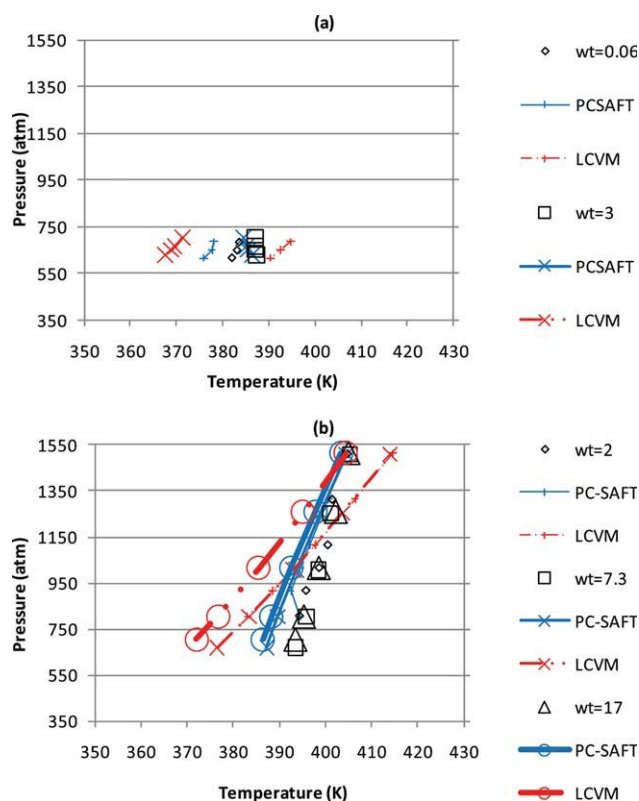 (a)
1550
1350
1150
950
750
550
350
Pressure (atm)
350 360 370 380 390 400 410 420 430
Temperature (K)
wt=0.06
PCSAFT
LCVM
wt=3
PCSAFT
LCVM
(b)
1550
1350
1150
950
750
550
350
Pressure (atm)
350 360 370 380 390 400 410 420 430
Temperature (K)
wt=2
PC-SAFT
LCVM
wt=7.3
PC-SAFT
LCVM
wt=17
PC-SAFT
LCVM